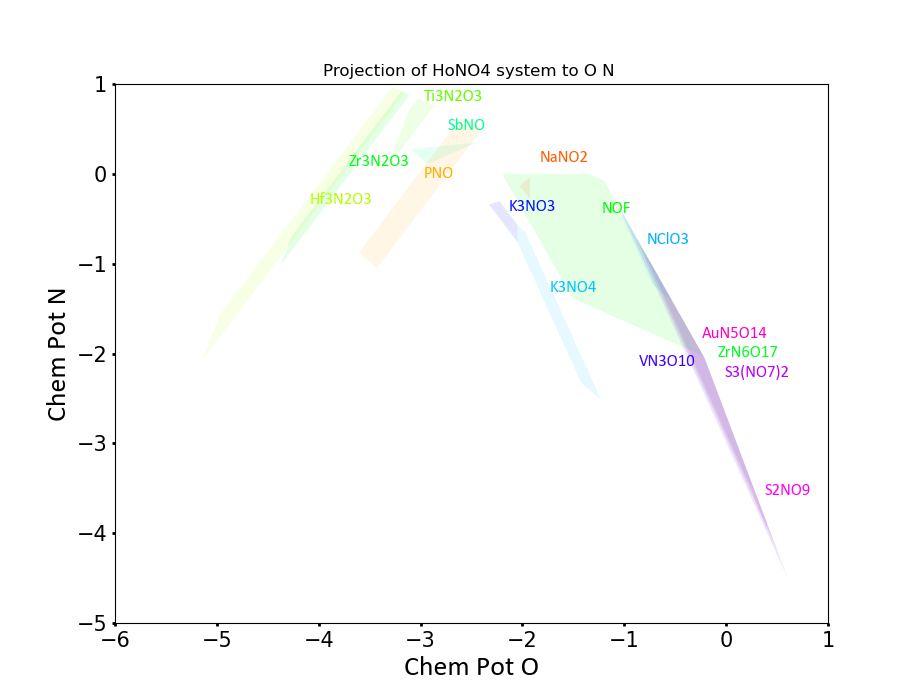 Projection of HoNO4 system to O N
1
Ti3N2O3
SbNO
NaNO2
Zr3N2O3
0
PNO
Hf3N2O3
K3NO3
NOF
NClO3
−1
K3NO4
AuN5O14
−2
ZrN6O17
VN3O10
S3(NO7)2
−3
S2NO9
−4
−5
−6
−5
−4
−3
−2
−1
0
1
Chem Pot O
Chem Pot N